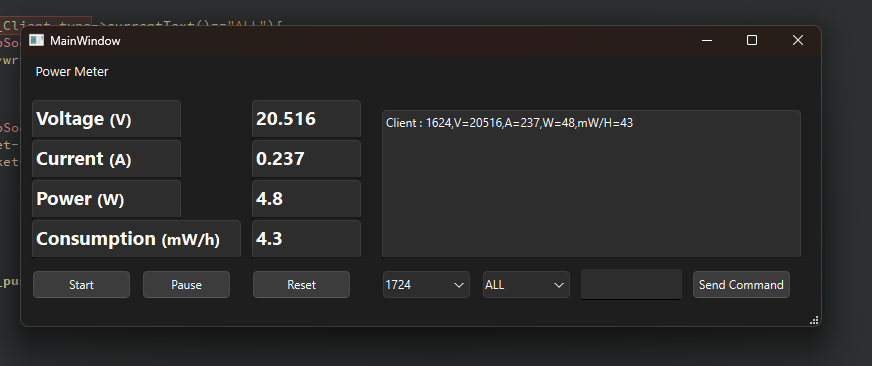 _Client_type->currentText()=="ALL"){
MainWindow
Power Meter
Voltage (V) 20.516
Current (A) 0.237
Power (W) 4.8
Consumption (mW/h) 4.3
Client : 1624,V=20516,A=237,W=48,mW/H=43
Start Pause Reset 1724 ALL Send Command